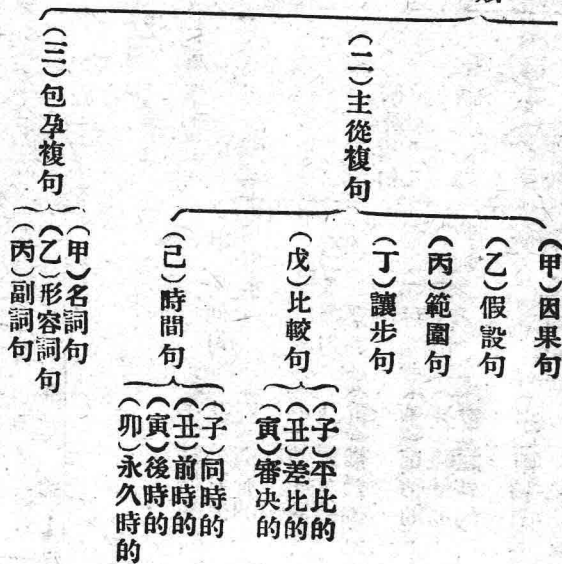 （二）主從複句
（甲）因果句
（乙）假設句
（丙）範圍句
（丁）讓步句
（戊）比較句
（子）平比的
（丑）差比的
（寅）審决的
（己）時間句
（子）同時的
（丑）前時的
（寅）後時的
（卯）永久時的
（三）包孕複句
（甲）名詞句
（乙）形容詞句
（丙）副詞句